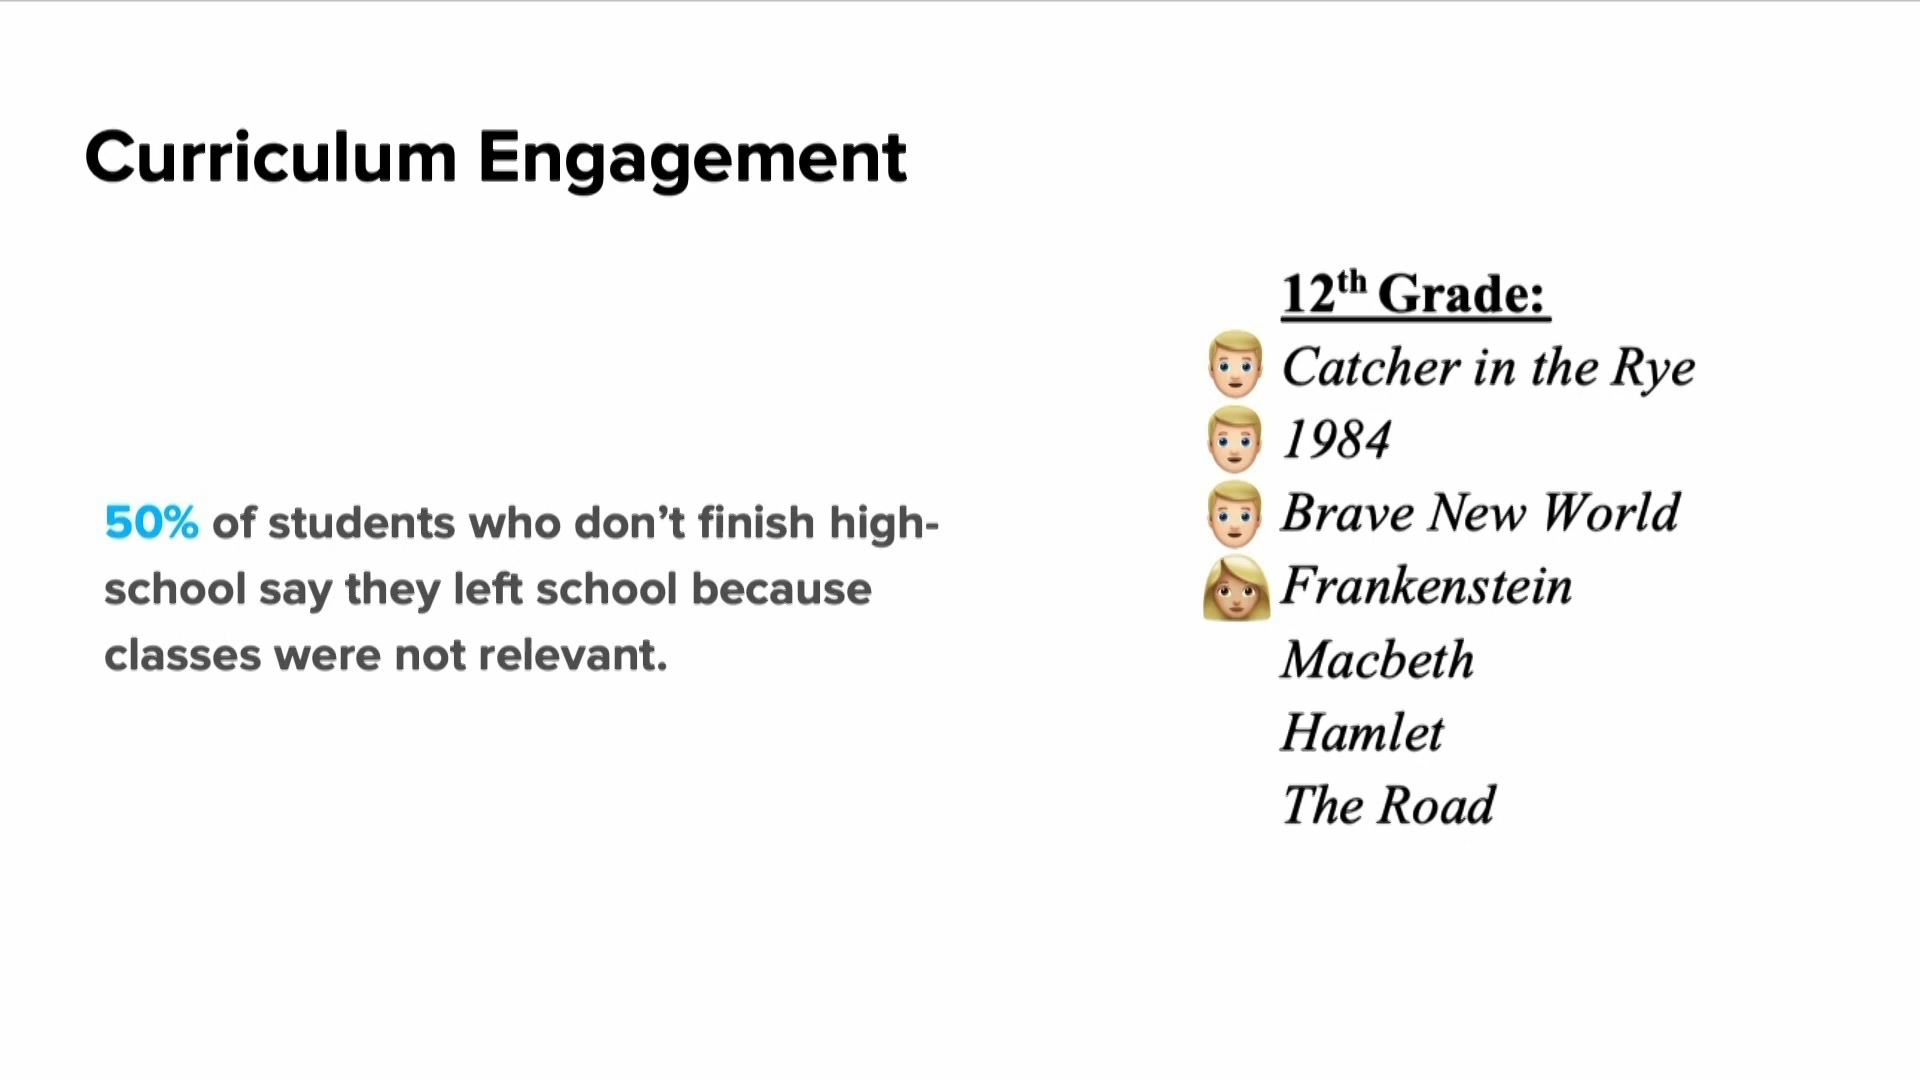 Curriculum Engagement
50% of students who don’t finish high-
school say they left school because
classes were not relevant.
12th Grade:
Catcher in the Rye
1984
Brave New World
Frankenstein
Macbeth
Hamlet
The Road